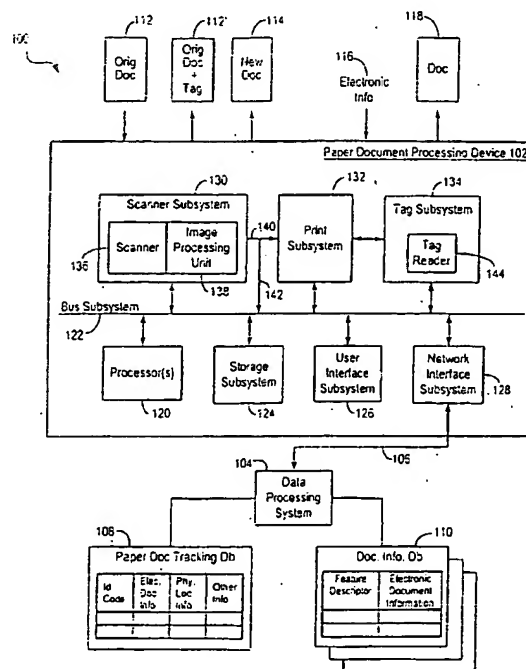 100
112
112'
114
118
Orig Doc
Orig Doc + Tag
New Doc
116
Electronic Info
Doc
Paper Document Processing Device 102
130
132
134
Scanner Subsystem
140
Print Subsystem
Tag Subsystem
136
Scanner
Image Processing Unit
138
Tag Reader
144
142
Bus Subsystem
122
Processor(s)
Storage Subsystem
User Interface Subsystem
Network Interface Subsystem
120
124
126
128
104
Data Processing System
106
108
110
Paper Doc Tracking Db
Doc. Info. Db
Id Code
Elec. Doc Info
Phy. Loc Info
Other Info
Feature Descriptor
Electronic Document Information